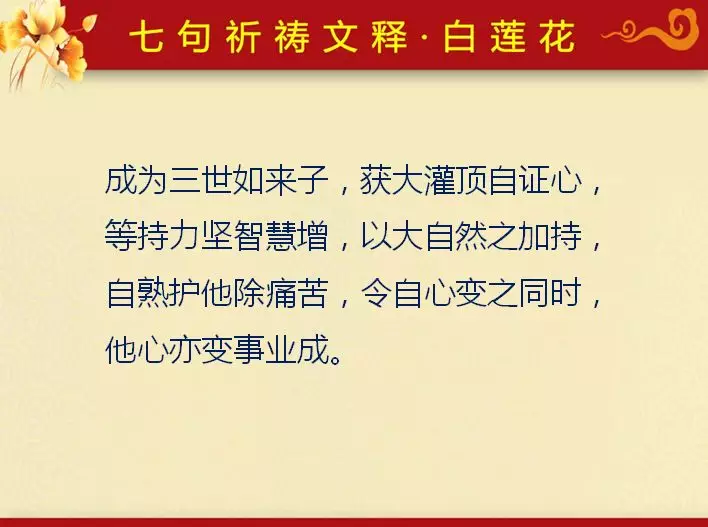 七句祈祷文释·白莲花
成为三世如来子，获大灌顶自证心，
等持力坚智慧增，以大自然之加持，
自熟护他除痛苦，令自心变之同时，
他心亦变事业成。